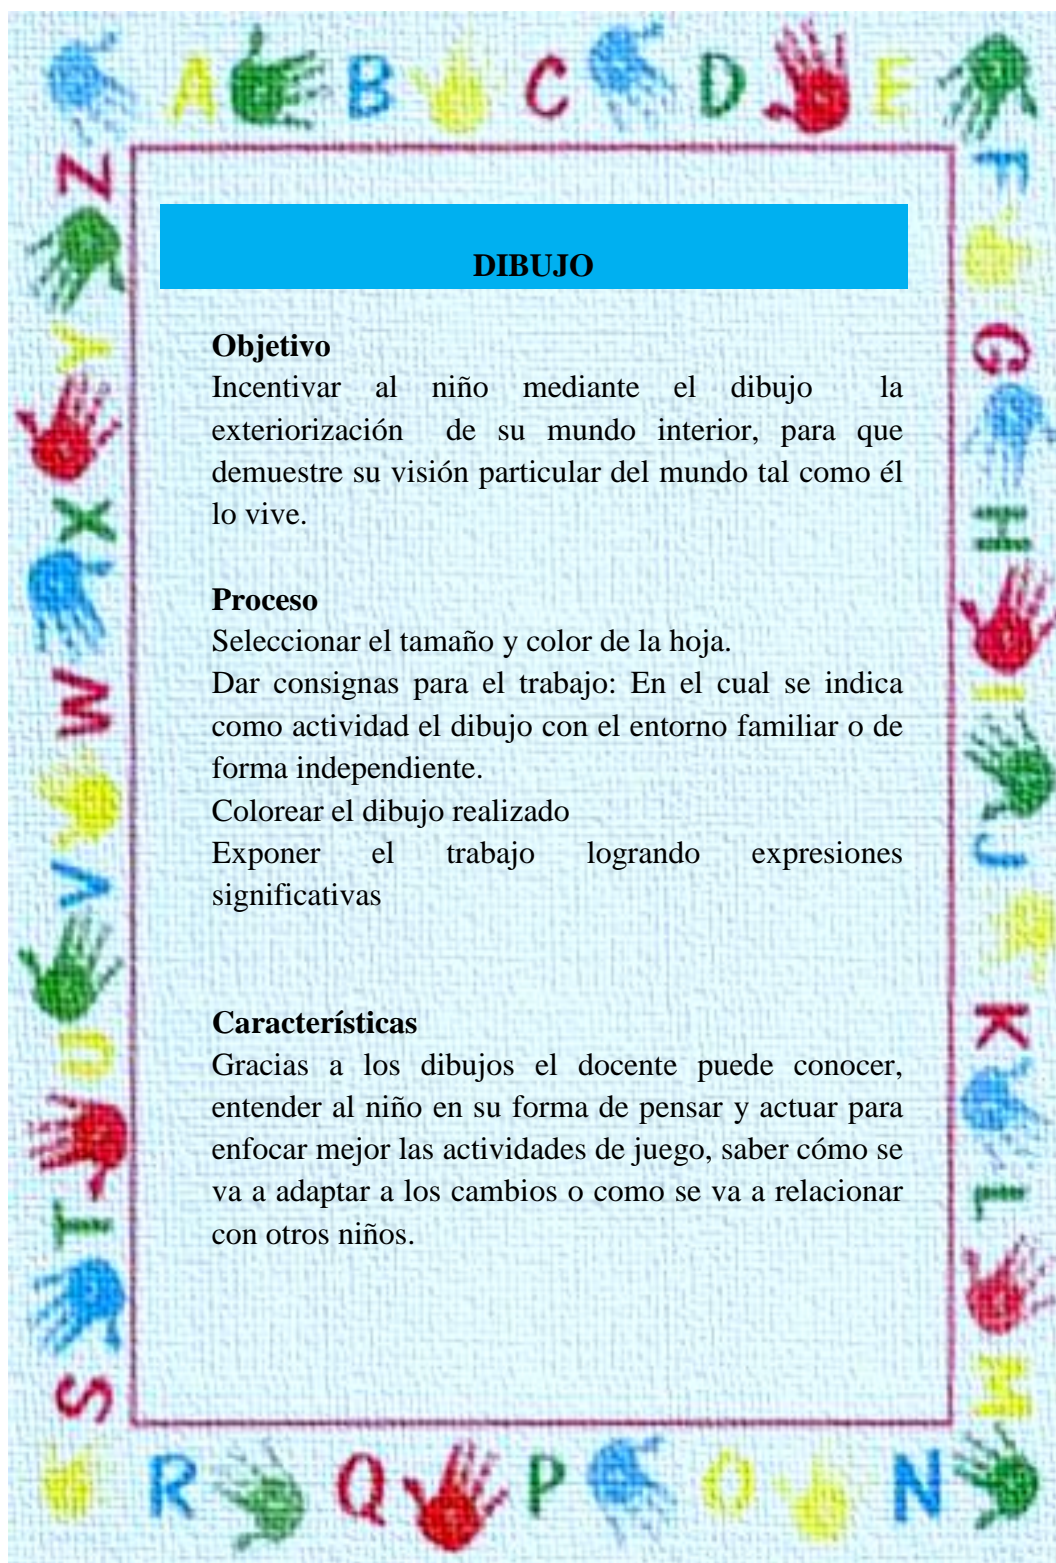 A B C D E
F
G
H
I
J
K
L
M
N
O
P
Q
R
S
T
U
V
W
X
Y
Z
DIBUJO
Objetivo
Incentivar al niño mediante el dibujo la
exteriorización de su mundo interior, para que
demuestre su visión particular del mundo tal como él
lo vive.
Proceso
Seleccionar el tamaño y color de la hoja.
Dar consignas para el trabajo: En el cual se indica
como actividad el dibujo con el entorno familiar o de
forma independiente.
Colorear el dibujo realizado
Exponer el trabajo logrando expresiones
significativas
Características
Gracias a los dibujos el docente puede conocer,
entender al niño en su forma de pensar y actuar para
enfocar mejor las actividades de juego, saber cómo se
va a adaptar a los cambios o como se va a relacionar
con otros niños.